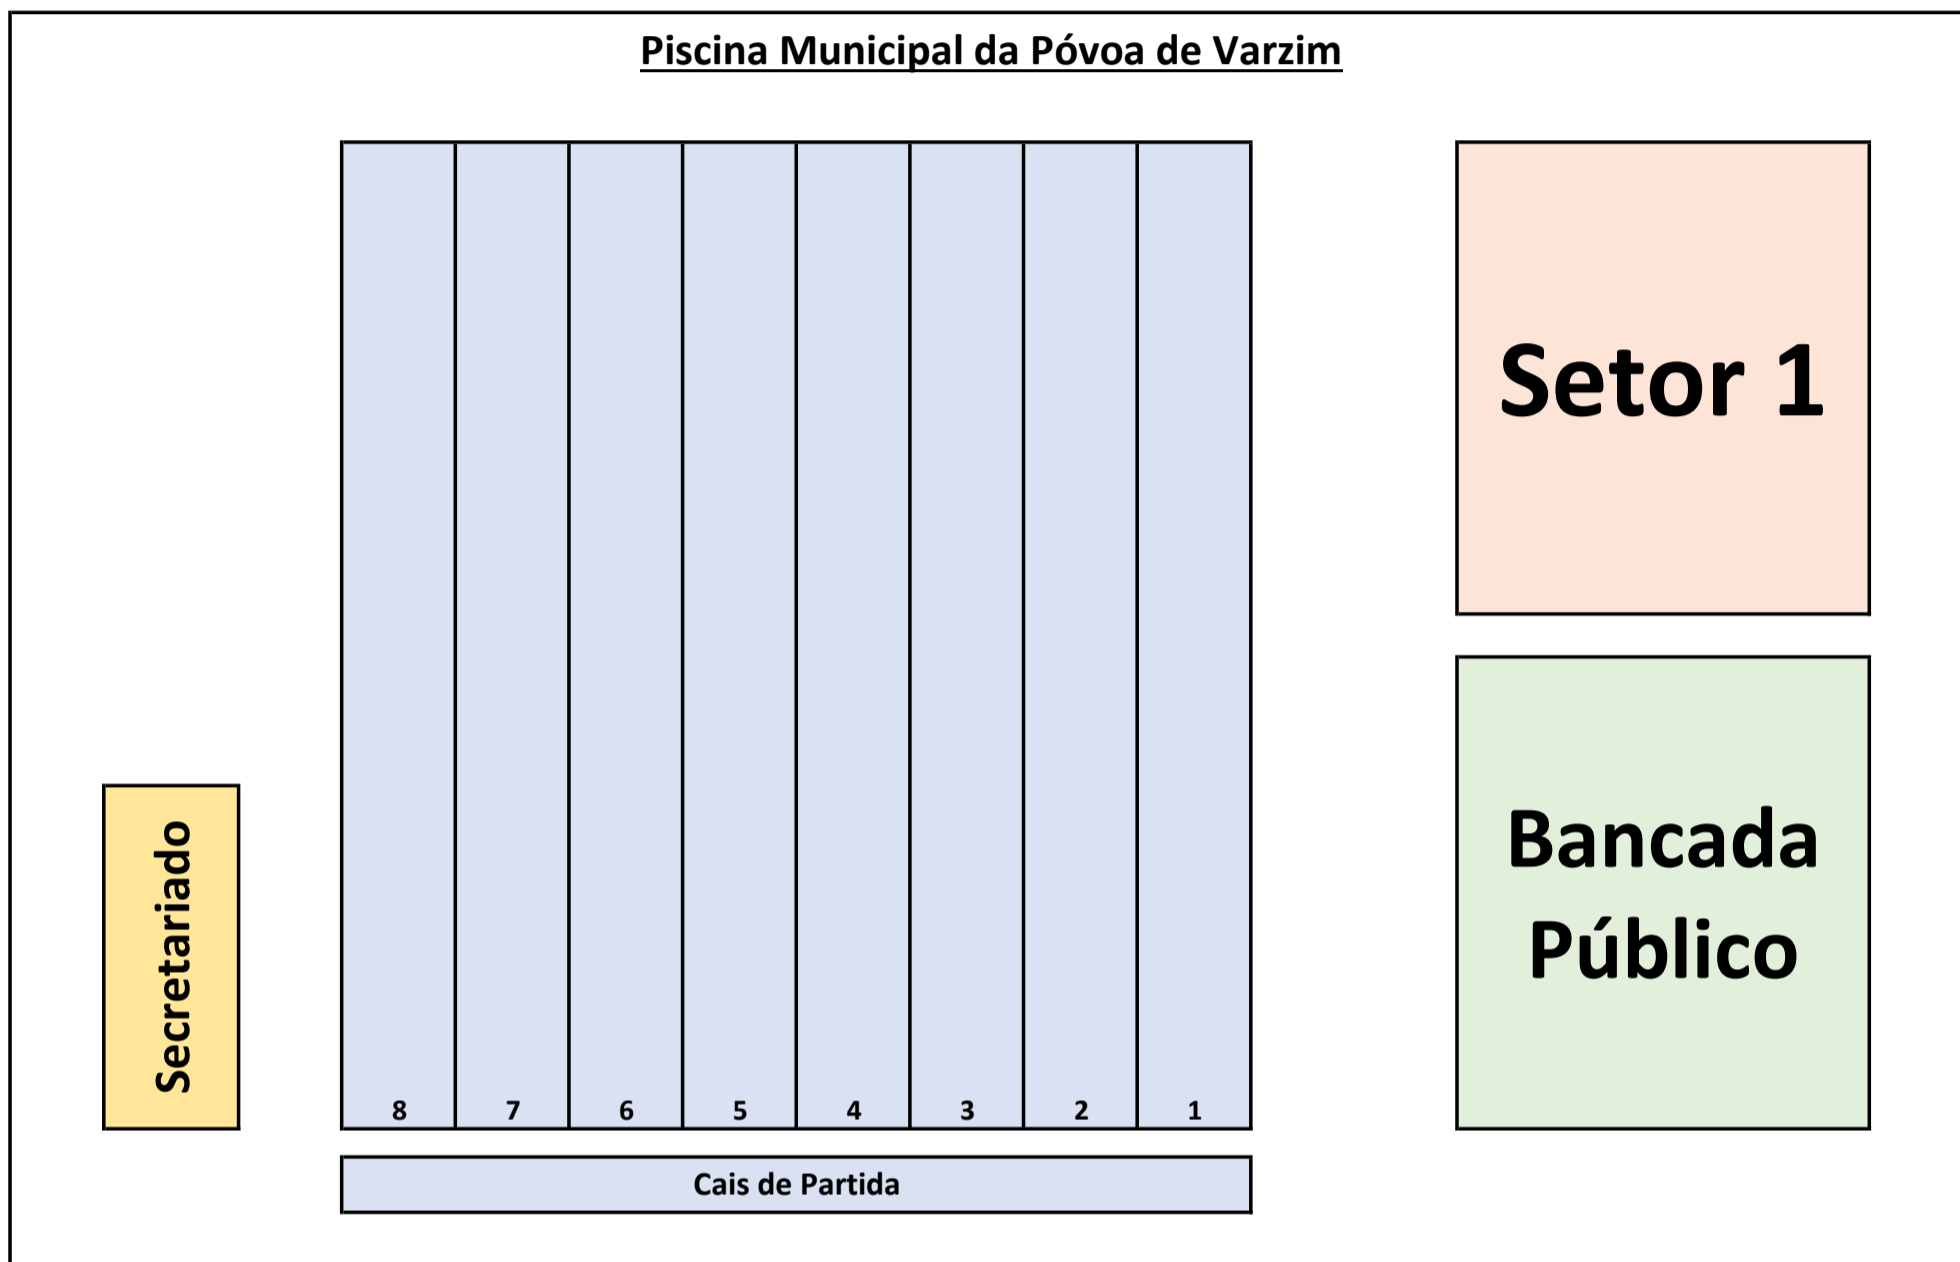 Piscina Municipal da Póvoa de Varzim
Setor 1
Bancada
Público
Secretariado
8 7 6 5 4 3 2 1
Cais de Partida